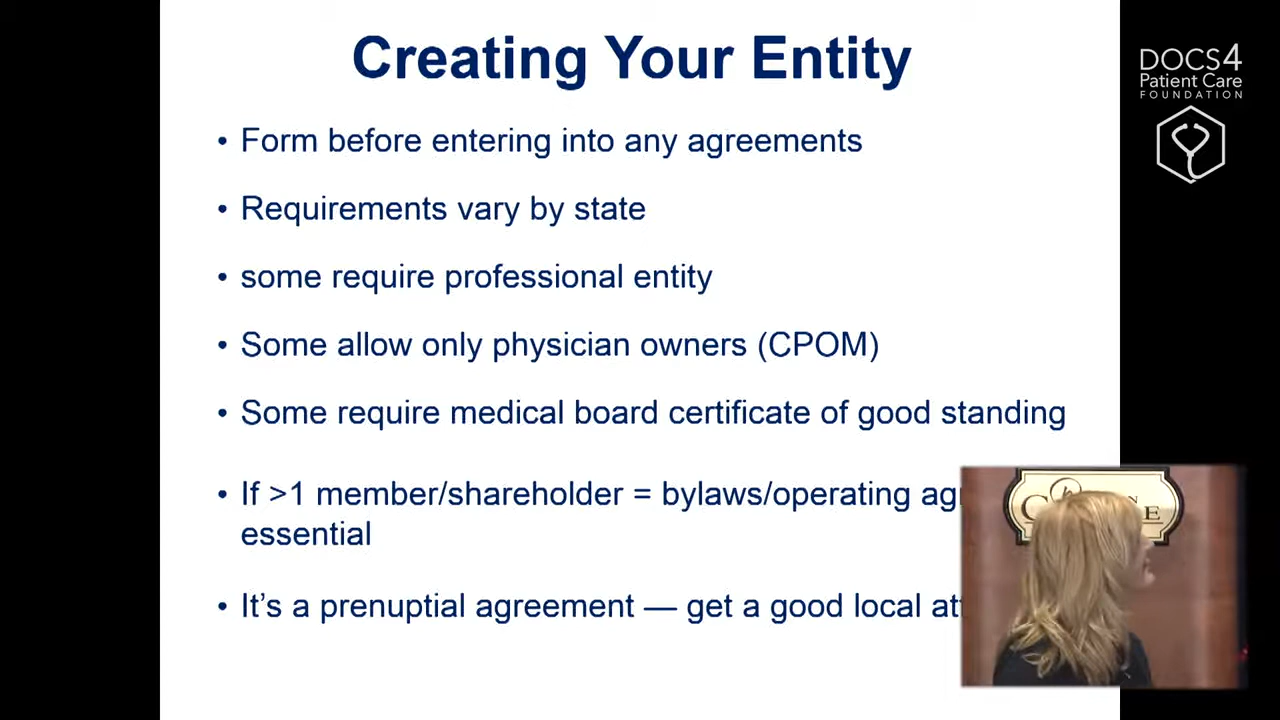 Creating Your Entity
DOCS4
Patient Care
FOUNDATION
• Form before entering into any agreements
• Requirements vary by state
• some require professional entity
• Some allow only physician owners (CPOM)
• Some require medical board certificate of good standing
• If >1 member/shareholder = bylaws/operating
essential
• It’s a prenuptial agreement — get a good local